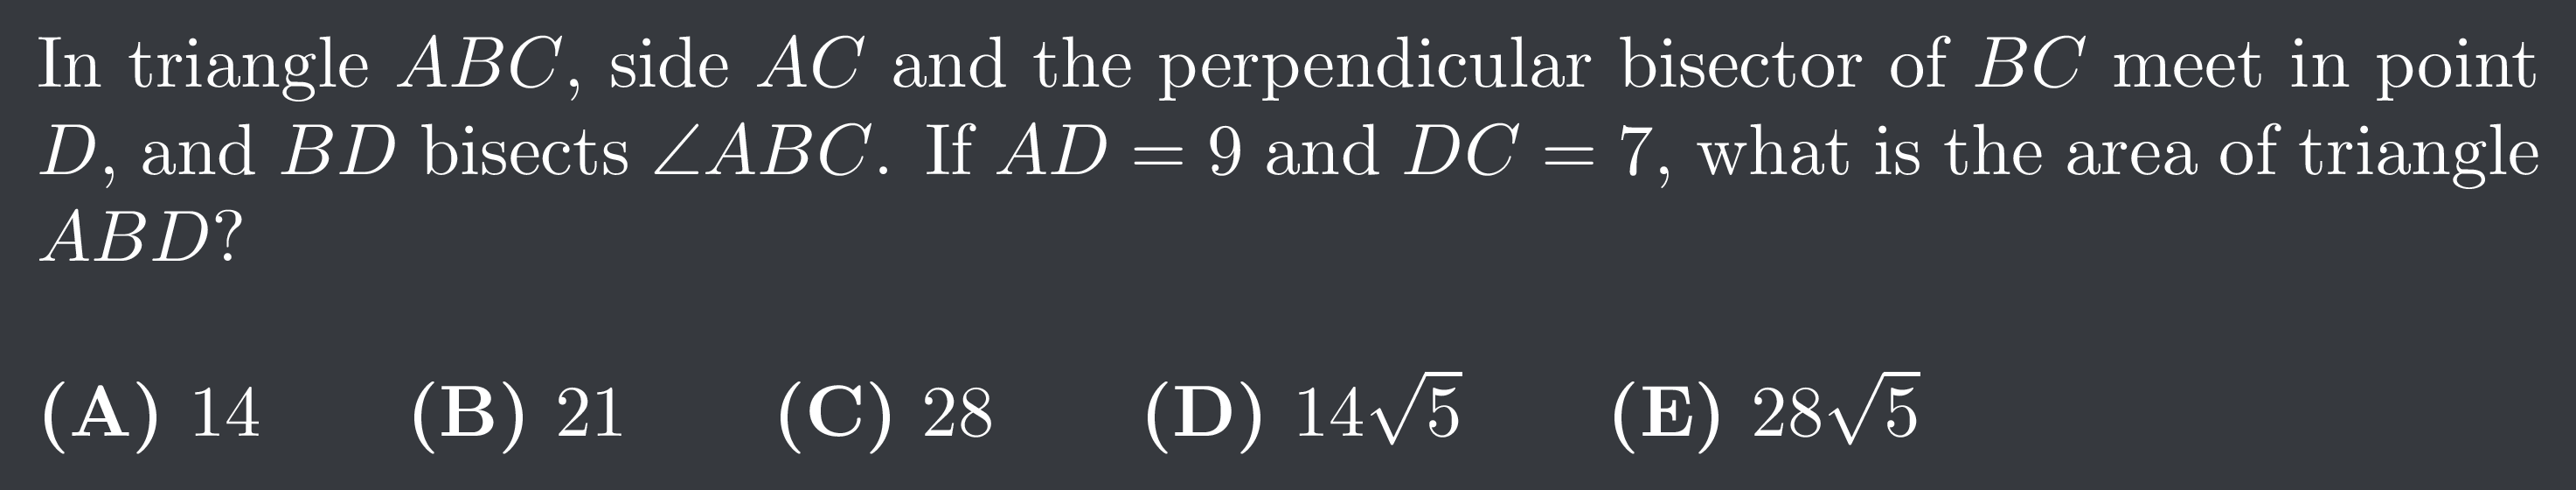 In triangle ABC, side AC and the perpendicular bisector of BC meet in point
D, and BD bisects ∠ABC. If AD = 9 and DC = 7, what is the area of triangle
ABD?
(A) 14 (B) 21 (C) 28 (D) 14√5 (E) 28√5